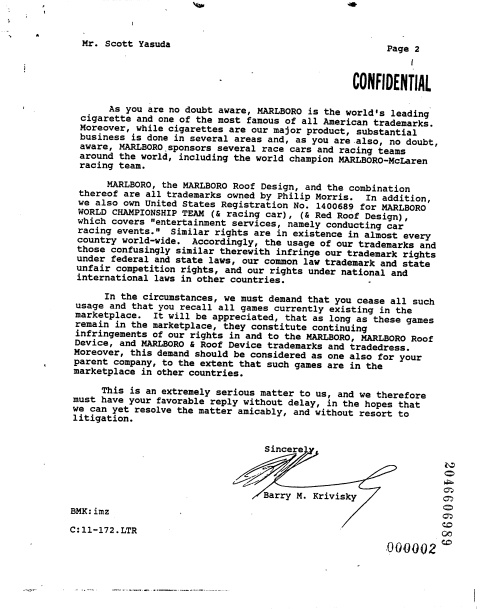 Mr. Scott Yasuda
Page 2
CONFIDENTIAL
As you are no doubt aware, MARLBORO is the world's leading
cigarette and one of the most famous of all American trademarks.
Moreover, while cigarettes are our major product, substantial
business is done in several areas and, as you are also, no doubt,
aware, MARLBORO sponsors several race cars and racing teams
around the world, including the world champion MARLBORO-McLaren
racing team.
MARLBORO, the MARLBORO Roof Design, and the combination
thereof are all trademarks owned by Philip Morris. In addition,
we also own United States Registration No. 1400689 for MARLBORO
WORLD CHAMPIONSHIP TEAM (& racing car), (& Red Roof Design),
which covers "entertainment services, namely conducting car
racing events." Similar rights are in existence in almost every
country world-wide. Accordingly, the usage of our trademarks and
those confusingly similar therewith infringe our trademark rights
under federal and state laws, our common law trademark and state
unfair competition rights, and our rights under national and
international laws in other countries.
In the circumstances, we must demand that you cease all such
usage and that you recall all games currently existing in the
marketplace. It will be appreciated, that as long as these games
remain in the marketplace, they constitute continuing
infringements of our rights in and to the MARLBORO, MARLBORO Roof
Device, and MARLBORO & Roof Device trademarks and tradedress.
Moreover, this demand should be considered as one also for your
parent company, to the extent that such games are in the
marketplace in other countries.
This is an extremely serious matter to us, and we therefore
must have your favorable reply without delay, in the hopes that
we can yet resolve the matter amicably, and without resort to
litigation.
Sincerely,
Barry M. Krivisky
BMK:imz
C:11-172.LTR
2046606989
000002